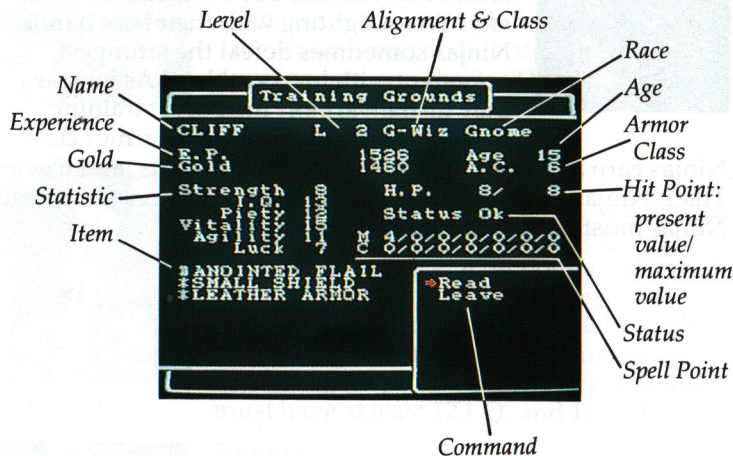 Level
Alignment & Class
Name
Experience
Gold
Statistic
Item
Training Grounds
CLIFF L 2 G-Wiz Gnome
E.P. 1526 Age 15
Gold 1460 A.C. 6
Strength 8 H.P. 8/ 8
I.Q. 13
Piety 12 Status Ok
Vitality 15
Agility 11 M 4/0/0/0/0/0/0
Luck 7 C 0/0/0/0/0/0/0
*ANOINTED FLAIL
*SMALL SHIELD
*LEATHER ARMOR
Read
Leave
Race
Age
Armor
Class
Hit Point:
present
value/
maximum
value
Status
Spell Point
Command